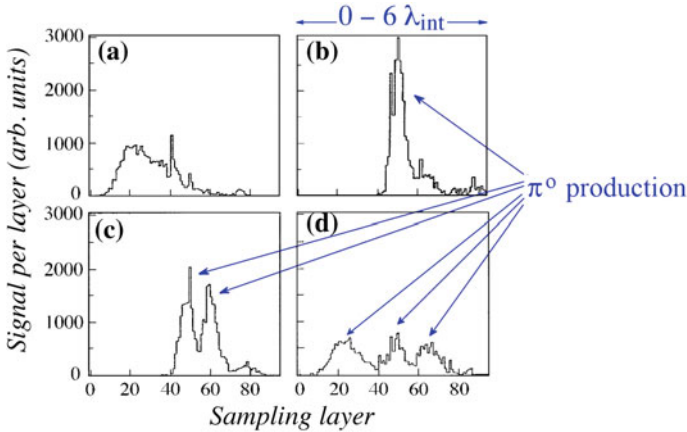 0 – 6 λint
(a)
(b)
3000
2000
1000
0
π° production
(c)
(d)
3000
2000
1000
0
0 20 40 60 80
0 20 40 60 80
Signal per layer (arb. units)
Sampling layer